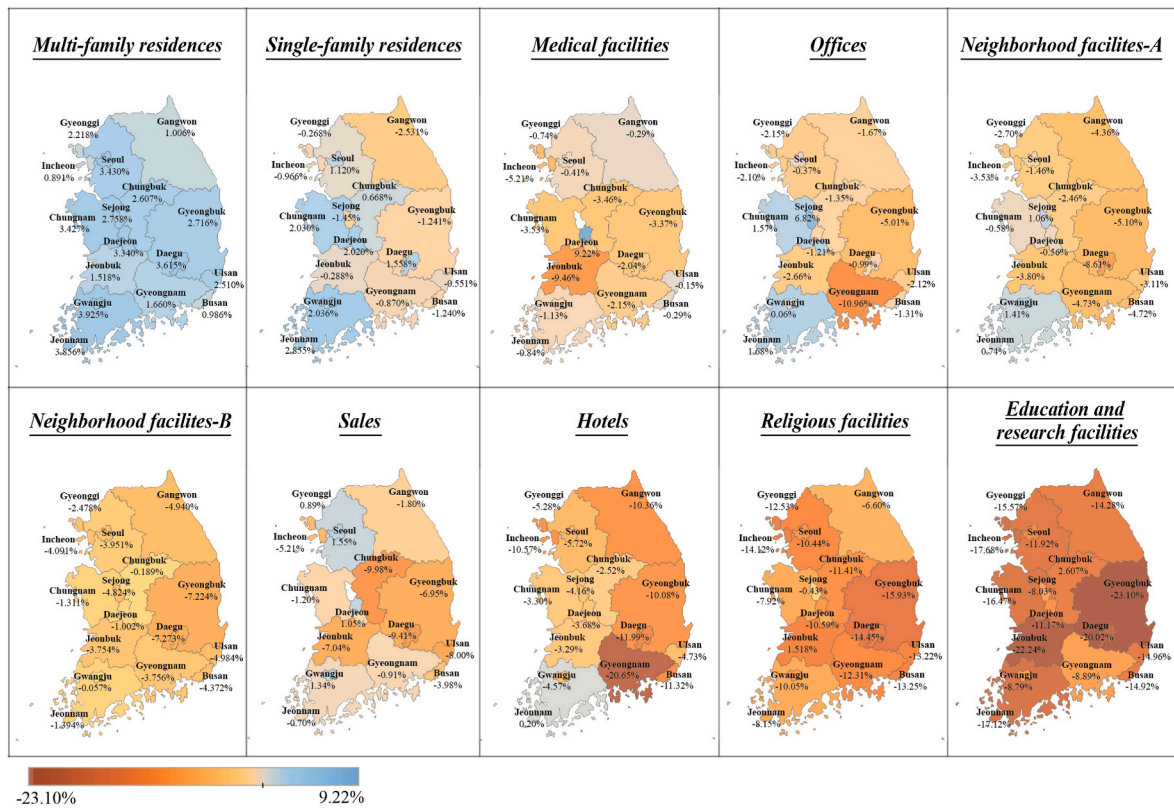 Multi-family residences
Gyeonggi
2.218%
Gangwon
1.006%
Incheon
0.891%
Seoul
3.430%
Chungbuk
2.607%
Chungnam
3.427%
Sejong
2.758%
Gyeongbuk
2.716%
Daejeon
3.340%
Daegu
3.615%
Jeonbuk
1.518%
Ulsan
2.510%
Gyeongnam
1.660%
Gwangju
3.925%
Busan
0.986%
Jeonnam
3.856%
Single-family residences
Gyeonggi
-0.268%
Gangwon
-2.531%
Incheon
-0.966%
Seoul
1.120%
Chungbuk
0.668%
Chungnam
2.030%
Sejong
-1.45%
Gyeongbuk
-1.241%
Daejeon
2.020%
Daegu
1.558%
Jeonbuk
-0.288%
Ulsan
-0.551%
Gyeongnam
-0.870%
Gwangju
2.036%
Busan
-1.240%
Jeonnam
2.855%
Medical facilities
Gyeonggi
-0.74%
Gangwon
-0.29%
Incheon
-5.21%
Seoul
-0.41%
Chungbuk
-3.46%
Chungnam
-3.53%
Gyeongbuk
-3.37%
Daejeon
9.22%
Daegu
-2.04%
Jeonbuk
-9.46%
Ulsan
-0.15%
Gyeongnam
-2.15%
Gwangju
-1.13%
Busan
-0.29%
Jeonnam
-0.84%
Offices
Gyeonggi
-2.15%
Gangwon
-1.67%
Incheon
-2.10%
Seoul
-0.37%
Chungbuk
-1.35%
Chungnam
1.57%
Sejong
6.82%
Gyeongbuk
-5.01%
Daejeon
-1.21%
Daegu
-0.99%
Jeonbuk
-2.66%
Ulsan
-2.12%
Gyeongnam
-10.96%
Gwangju
0.06%
Busan
-1.31%
Jeonnam
1.68%
Neighborhood facilites-A
Gyeonggi
-2.70%
Gangwon
-4.36%
Incheon
-3.53%
Seoul
-1.46%
Chungbuk
-2.46%
Chungnam
-0.58%
Sejong
1.06%
Gyeongbuk
-5.10%
Daejeon
-0.56%
Daegu
-8.61%
Jeonbuk
-3.80%
Ulsan
-3.11%
Gyeongnam
-4.73%
Gwangju
1.41%
Busan
-4.72%
Jeonnam
0.74%
Neighborhood facilites-B
Gyeonggi
-2.478%
Gangwon
-4.940%
Incheon
-4.091%
Seoul
-3.951%
Chungbuk
-0.189%
Chungnam
-1.311%
Sejong
-4.824%
Gyeongbuk
-7.224%
Daejeon
-1.002%
Daegu
-7.273%
Jeonbuk
-3.754%
Ulsan
-4.984%
Gyeongnam
-3.756%
Gwangju
-0.057%
Busan
-4.372%
Jeonnam
-1.394%
Sales
Gyeonggi
0.89%
Gangwon
-1.80%
Incheon
-5.21%
Seoul
1.55%
Chungbuk
-9.98%
Chungnam
-1.20%
Gyeongbuk
-6.95%
Daejeon
1.05%
Daegu
-9.41%
Jeonbuk
-7.04%
Ulsan
-8.00%
Gyeongnam
-0.91%
Gwangju
1.34%
Busan
-3.98%
Jeonnam
-0.70%
Hotels
Gyeonggi
-5.28%
Gangwon
-10.36%
Incheon
-10.57%
Seoul
-5.72%
Chungbuk
-2.52%
Chungnam
-3.30%
Sejong
-4.16%
Gyeongbuk
-10.08%
Daejeon
-3.68%
Daegu
-11.99%
Jeonbuk
-3.29%
Ulsan
-4.73%
Gyeongnam
-20.65%
Gwangju
-4.57%
Busan
-11.32%
Jeonnam
0.20%
Religious facilities
Gyeonggi
-12.53%
Gangwon
-6.60%
Incheon
-14.12%
Seoul
-10.44%
Chungbuk
-11.41%
Chungnam
-7.92%
Sejong
-0.43%
Gyeongbuk
-15.93%
Daejeon
-10.59%
Daegu
-14.45%
Jeonbuk
1.518%
Ulsan
-13.22%
Gyeongnam
-12.31%
Gwangju
-10.05%
Busan
-13.25%
Jeonnam
-8.15%
Education and
research facilities
Gyeonggi
-15.57%
Gangwon
-14.28%
Incheon
-17.68%
Seoul
-11.92%
Chungbuk
2.607%
Chungnam
-16.47%
Sejong
-8.03%
Gyeongbuk
-23.10%
Daejeon
-11.17%
Daegu
-20.02%
Jeonbuk
-22.24%
Ulsan
-14.96%
Gyeongnam
-8.89%
Gwangju
-8.79%
Busan
-14.92%
Jeonnam
-17.12%
-23.10%
9.22%